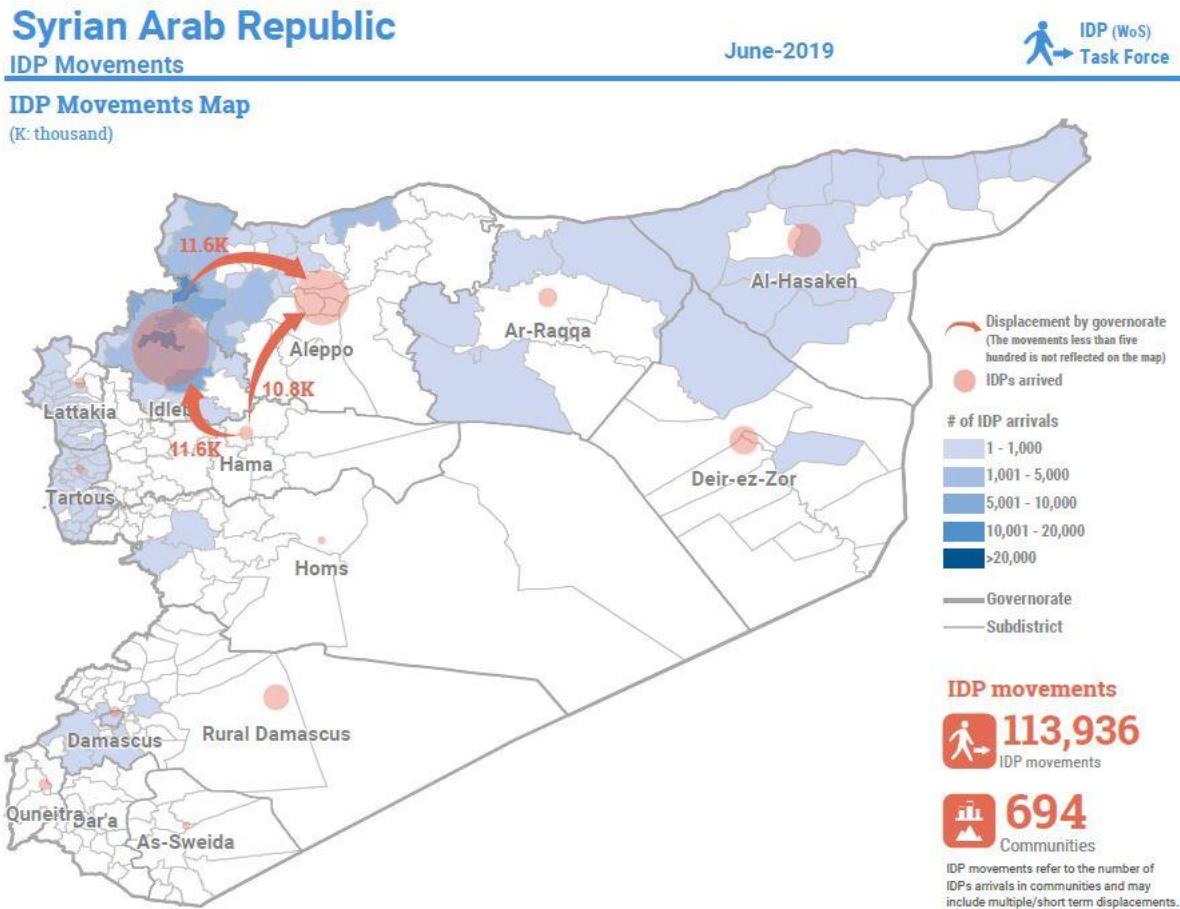 Syrian Arab Republic
IDP Movements
June-2019
IDP (WoS)
Task Force
IDP Movements Map
(K: thousand)
11.6K
Al-Hasakeh
Ar-Raqqa
Aleppo
10.8K
Lattakia
Idleb
11.6K
Hama
Tartous
Deir-ez-Zor
Homs
Rural Damascus
Damascus
Quneitra
Dar'a
As-Sweida
Displacement by governorate
(The movements less than five
hundred is not reflected on the map)
IDPs arrived
# of IDP arrivals
1 - 1,000
1,001 - 5,000
5,001 - 10,000
10,001 - 20,000
>20,000
Governorate
Subdistrict
IDP movements
113,936
IDP movements
694
Communities
IDP movements refer to the number of
IDPs arrivals in communities and may
include multiple/short term displacements.